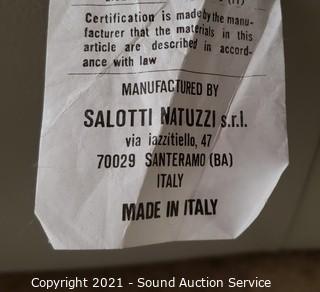 Certification is made by the manu-
facturer that the materials in this
article are described in accord-
ance with law
MANUFACTURED BY
SALOTTI NATUZZI s.r.l.
via iazzitiello, 47
70029 SANTERAMO (BA)
ITALY
MADE IN ITALY
Copyright 2021 - Sound Auction Service